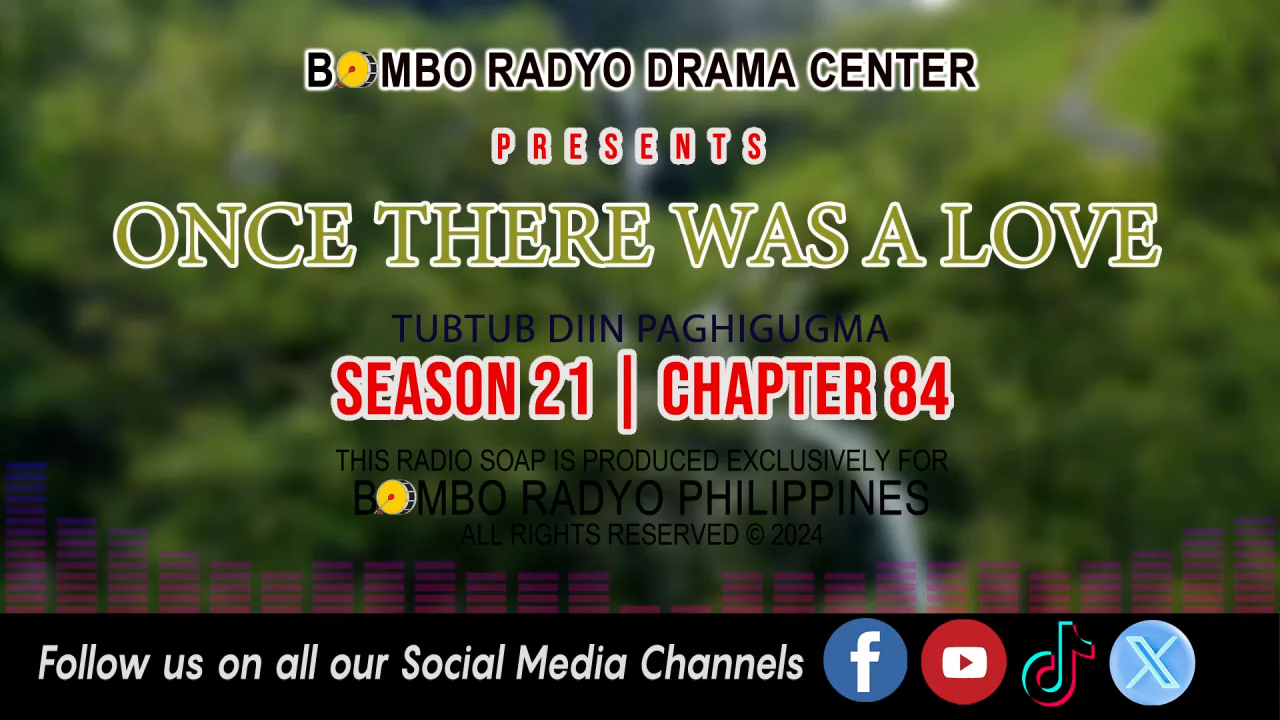 BOMBO RADYO DRAMA CENTER
PRESENTS
ONCE THERE WAS A LOVE
TUBTUB DIIN PAGHIGUGMA
SEASON 21 | CHAPTER 84
THIS RADIO SOAP IS PRODUCED EXCLUSIVELY FOR
BOMBO RADYO PHILIPPINES
ALL RIGHTS RESERVED © 2024
Follow us on all our Social Media Channels